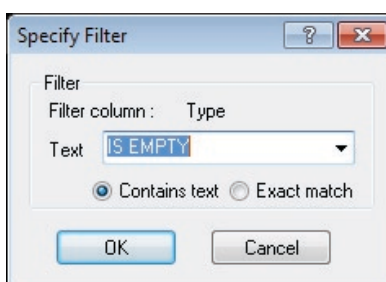 Specify Filter
Filter
Filter column : Type
Text IS EMPTY
Contains text Exact match
OK Cancel